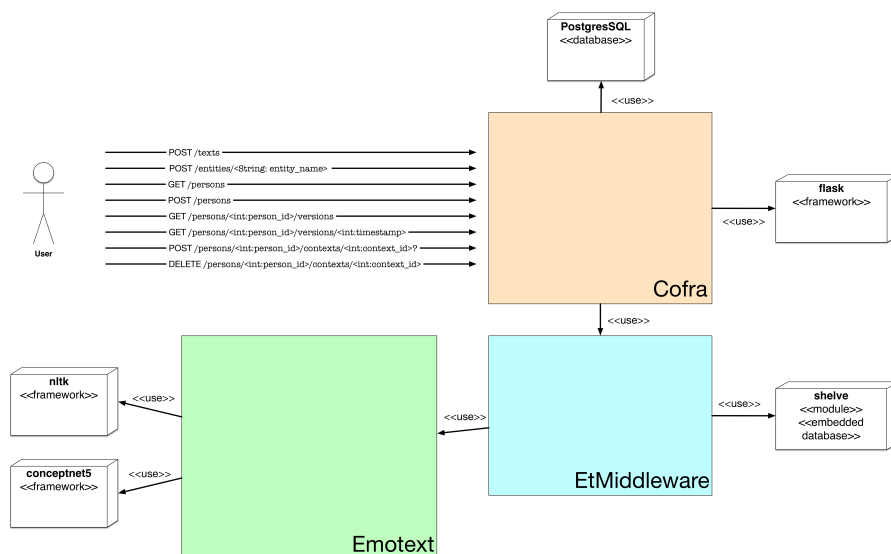 PostgresSQL
<<database>>
<<use>>
POST /texts
POST /entities/<String: entity_name>
GET /persons
POST /persons
GET /persons/<int:person_id>/versions
GET /persons/<int:person_id>/versions/<int:timestamp>
POST /persons/<int:person_id>/contexts/<int:context_id>?
DELETE /persons/<int:person_id>/contexts/<int:context_id>
User
flask
<<framework>>
<<use>>
Cofra
<<use>>
nltk
<<framework>>
<<use>>
conceptnet5
<<framework>>
<<use>>
Emotext
<<use>>
EtMiddleware
<<use>>
shelve
<<module>>
<<embedded
database>>